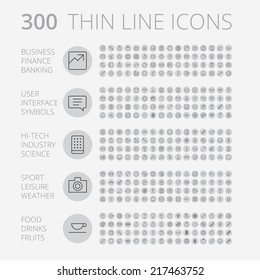 300 THIN LINE ICONS
BUSINESS
FINANCE
BANKING
USER
INTERFACE
SYMBOLS
HI-TECH
INDUSTRY
SCIENCE
SPORT
LEISURE
WEATHER
FOOD
DRINKS
FRUITS
217463752